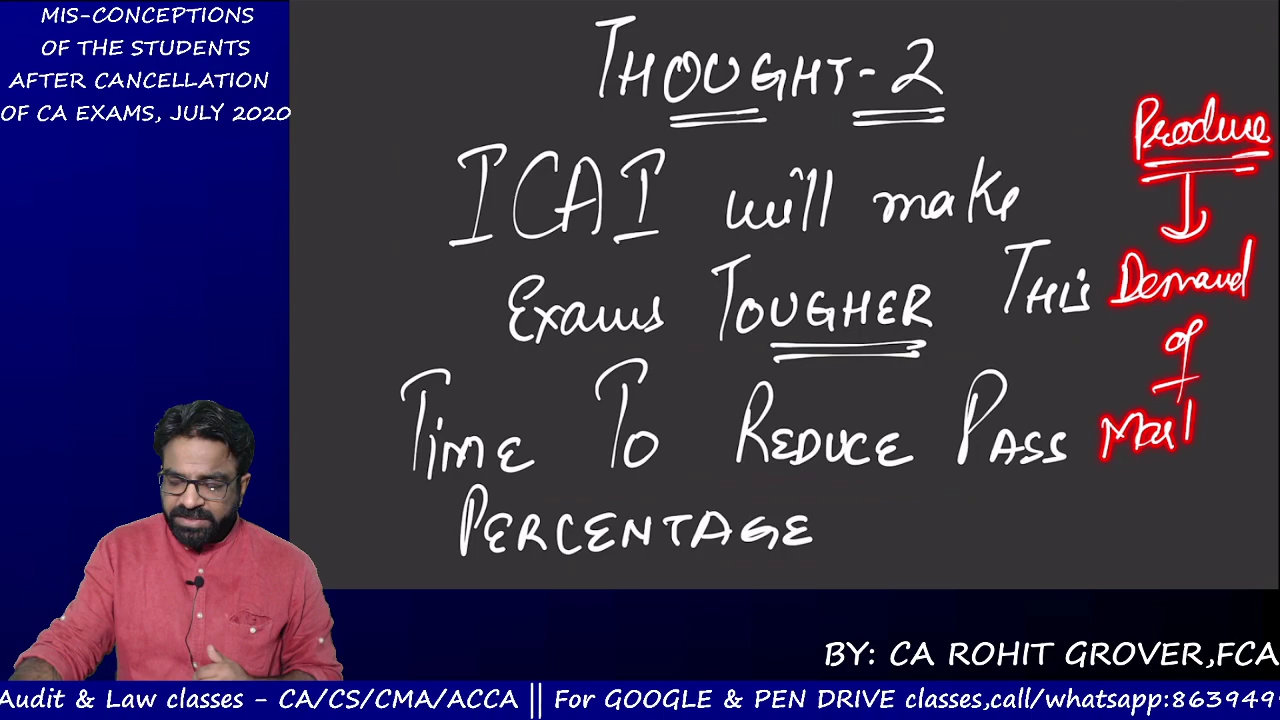 MIS-CONCEPTIONS
OF THE STUDENTS
AFTER CANCELLATION
OF CA EXAMS, JULY 2020
THOUGHT-2
ICAI will make
Exams TOUGHER THis
TiME To REDUCE PASS
PERCENTAGE
Produce
Demand
of
BY: CA ROHIT GROVER,FCA
Audit & Law classes - CA/CS/CMA/ACCA || For GOOGLE & PEN DRIVE classes,call/whatsapp:863949